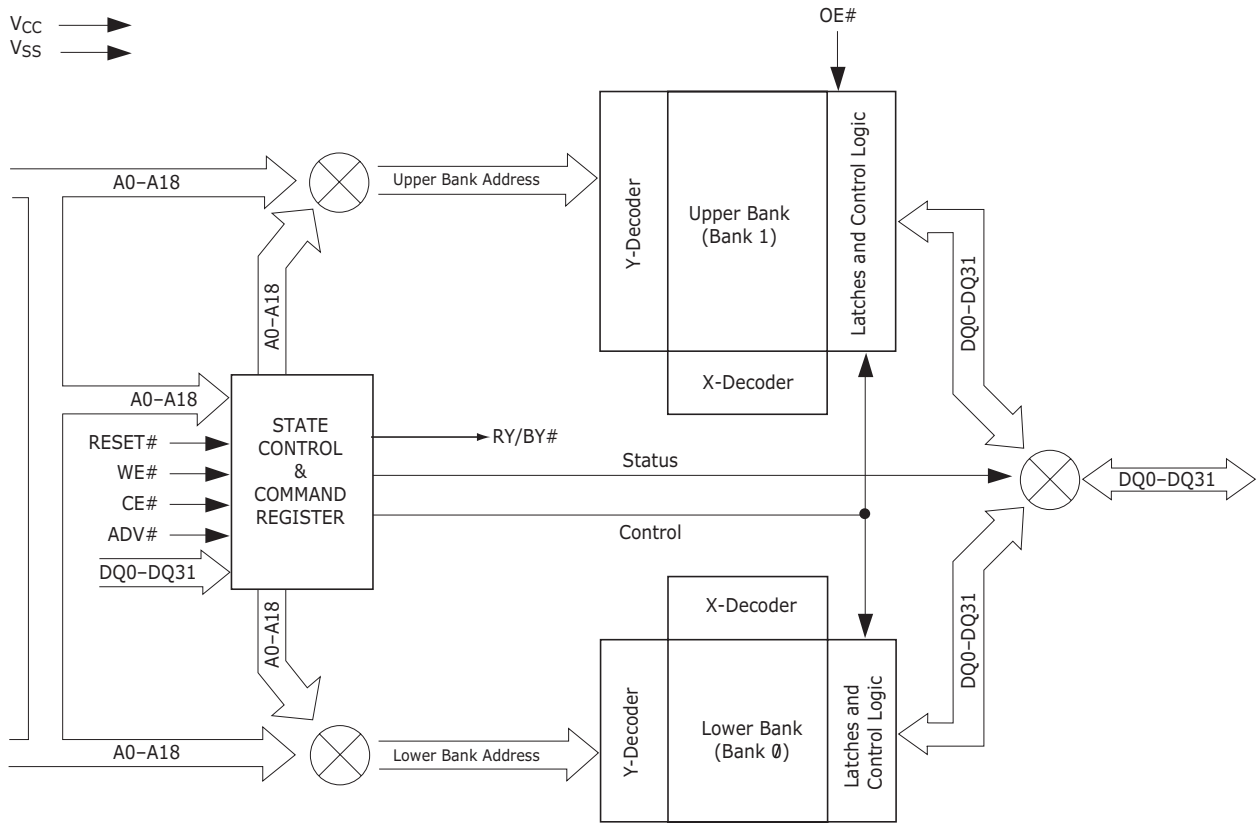 VCC
VSS
OE#
A0–A18
Upper Bank Address
Y-Decoder
Upper Bank
(Bank 1)
Latches and Control Logic
X-Decoder
A0–A18
DQ0–DQ31
A0–A18
RESET#
WE#
CE#
ADV#
DQ0–DQ31
STATE
CONTROL
&
COMMAND
REGISTER
RY/BY#
Status
Control
DQ0–DQ31
A0–A18
X-Decoder
DQ0–DQ31
A0–A18
Lower Bank Address
Y-Decoder
Lower Bank
(Bank 0)
Latches and
Control Logic